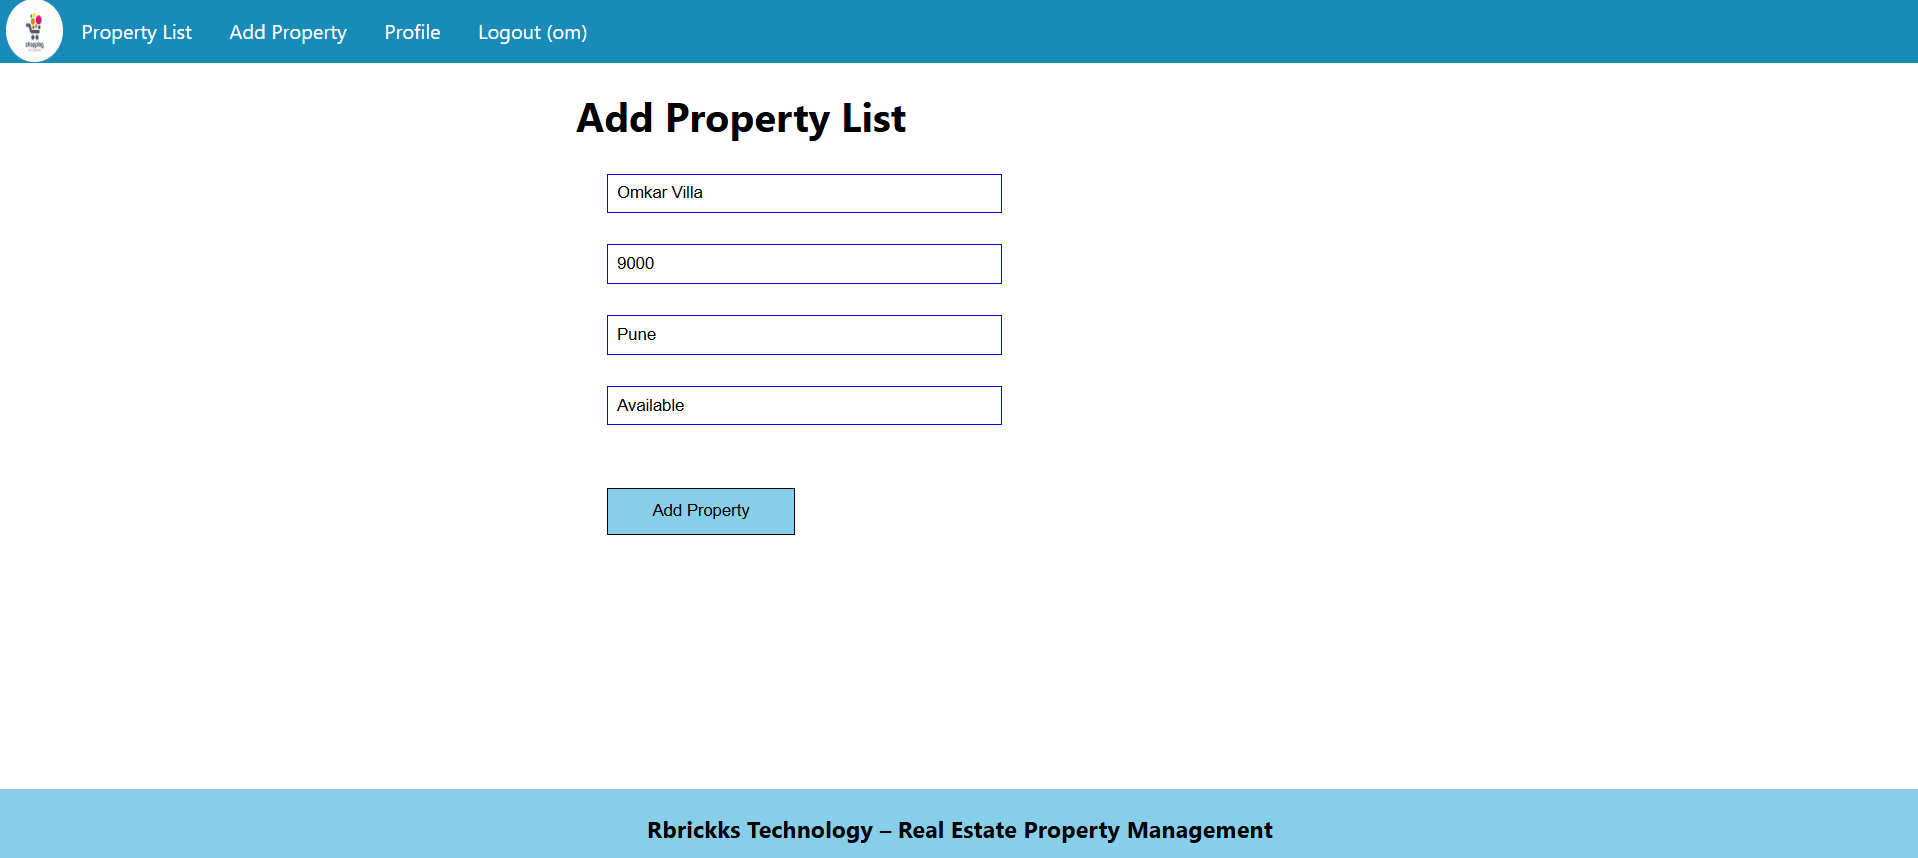 shopping
Property List Add Property Profile Logout (om)
Add Property List
Omkar Villa
9000
Pune
Available
Add Property
Rbrickks Technology – Real Estate Property Management